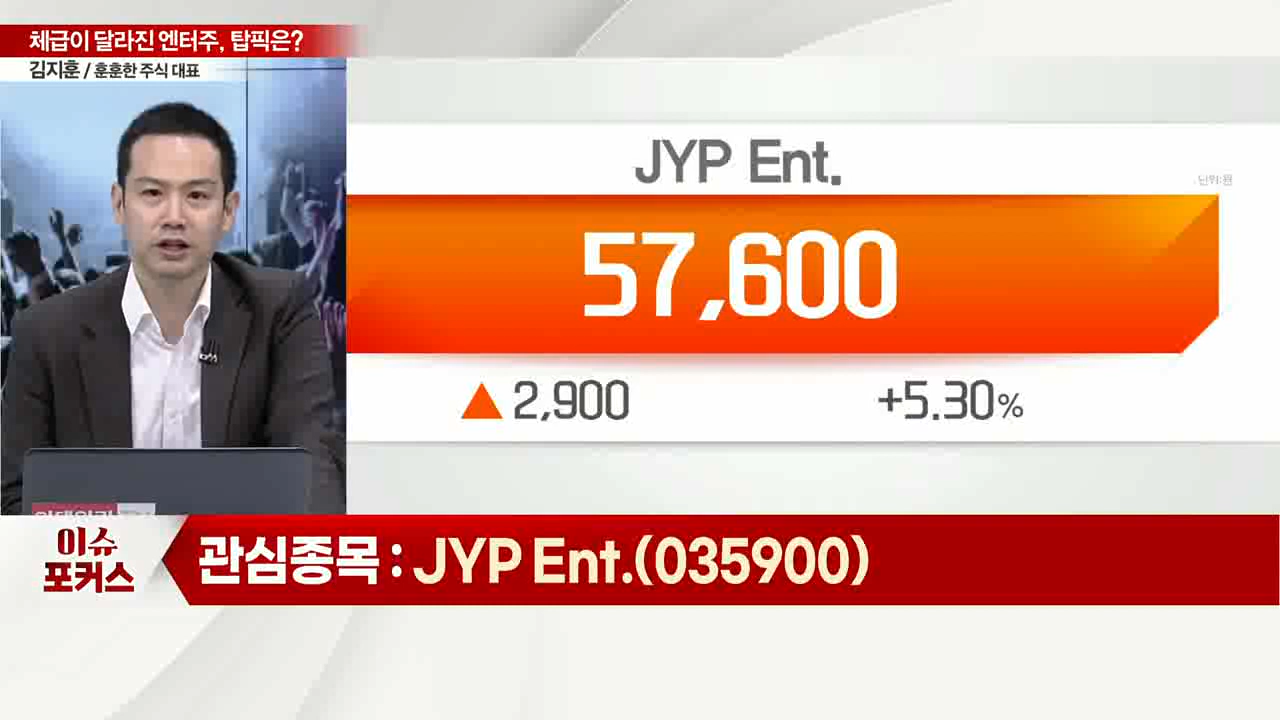 체급이 달라진 엔터주, 탑픽은?
김지훈 / 훈훈한 주식 대표
JYP Ent.
단위:원
57,600
▲ 2,900 +5.30%
이슈
포커스
관심종목 : JYP Ent.(035900)